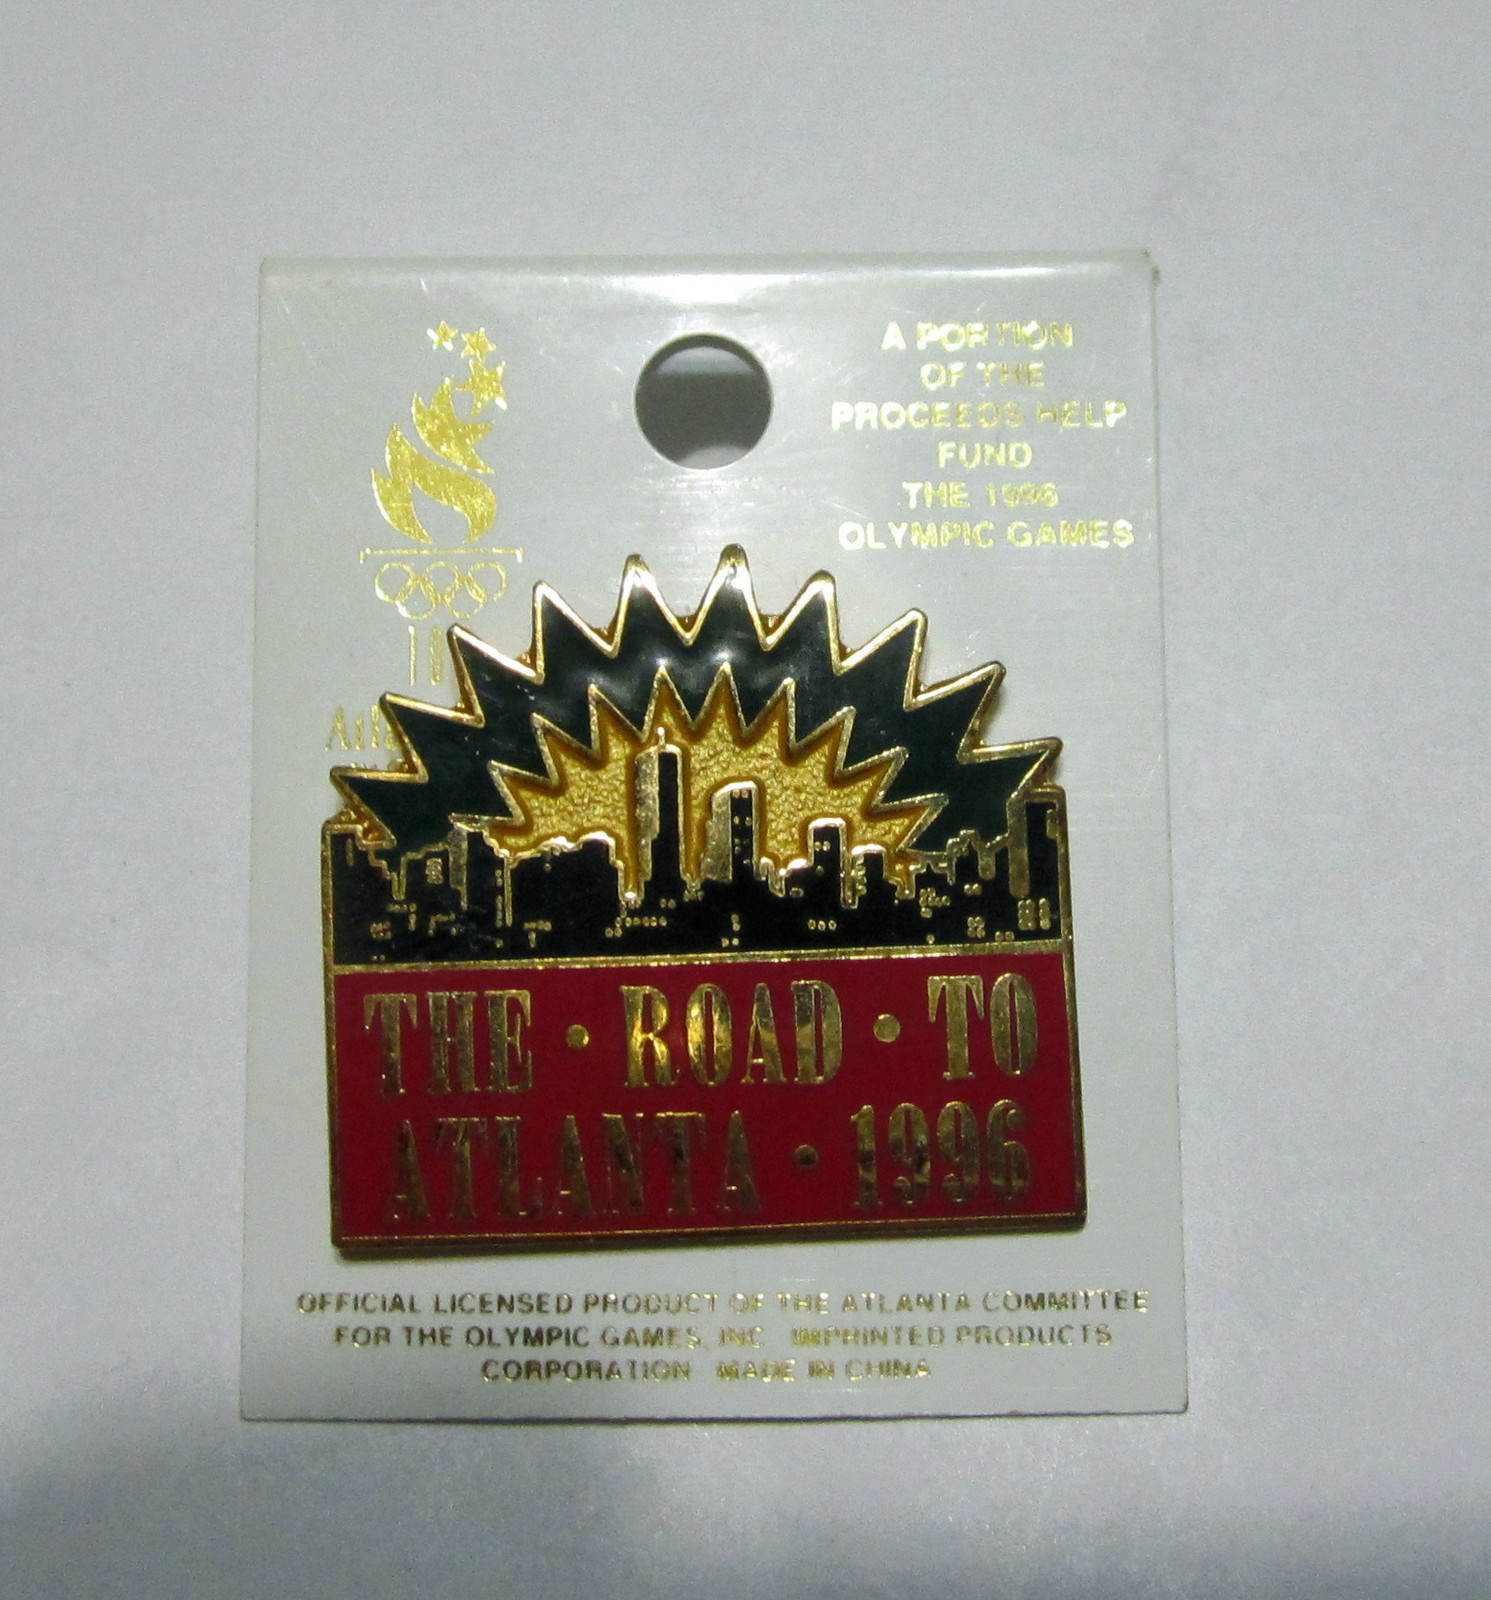 A PORTION
OF THE
PROCEEDS HELP
FUND
THE 1996
OLYMPIC GAMES
THE · ROAD · TO
ATLANTA · 1996
OFFICIAL LICENSED PRODUCT OF THE ATLANTA COMMITTEE
FOR THE OLYMPIC GAMES, INC. IMPRINTED PRODUCTS
CORPORATION MADE IN CHINA